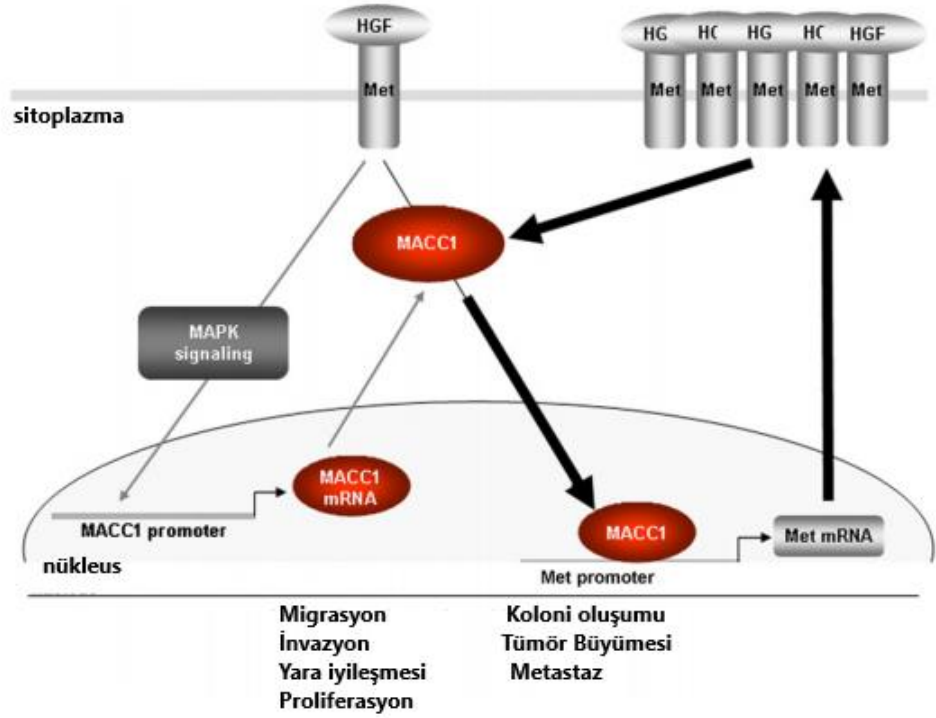 HGF
HG HC HG HC HGF
Met
Met Met Met Met Met
sitoplazma
MACC1
MAPK
signaling
MACC1
mRNA
MACC1 promoter
MACC1
Met mRNA
Met promoter
nükleus
Migrasyon
İnvazyon
Yara iyileşmesi
Proliferasyon
Koloni oluşumu
Tümör Büyümesi
Metastaz